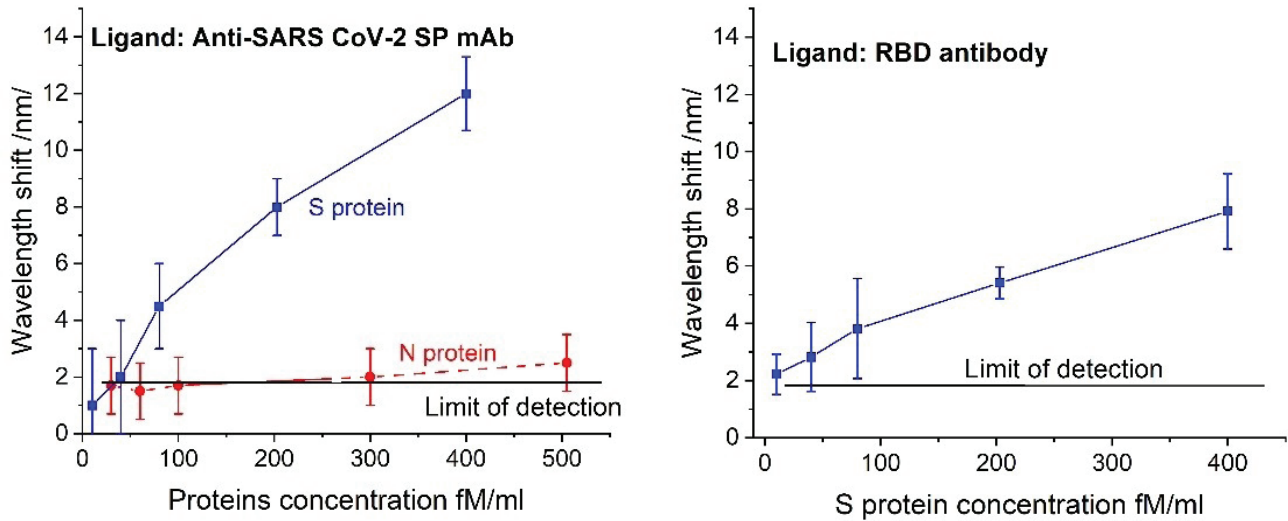 Ligand: Anti-SARS CoV-2 SP mAb
14
12
10
8
6
4
2
0
Wavelength shift /nm/
S protein
N protein
Limit of detection
0 100 200 300 400 500
Proteins concentration fM/ml
Ligand: RBD antibody
14
12
10
8
6
4
2
0
Wavelength shift /nm/
Limit of detection
0 100 200 300 400
S protein concentration fM/ml